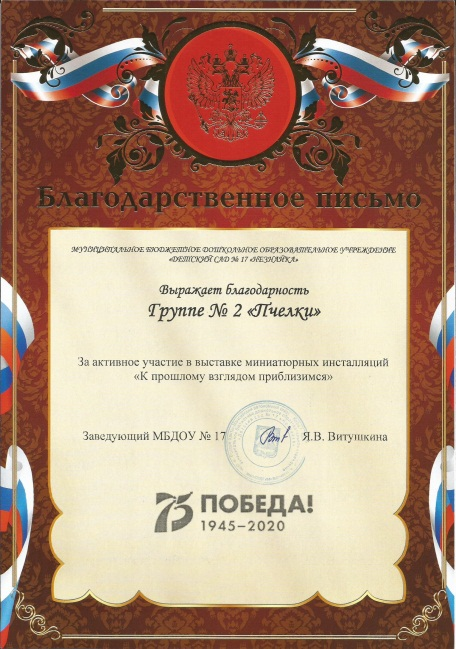 Благодарственное письмо
МУНИЦИПАЛЬНОЕ БЮДЖЕТНОЕ ДОШКОЛЬНОЕ ОБРАЗОВАТЕЛЬНОЕ УЧРЕЖДЕНИЕ
«ДЕТСКИЙ САД № 17 «НЕЗНАЙКА»
Выражает благодарность
Группе № 2 «Пчелки»
За активное участие в выставке миниатюрных инсталляций
«К прошлому взглядом приблизимся»
Заведующий МБДОУ № 17 Я.В. Витушкина
75 ПОБЕДА!
1945–2020